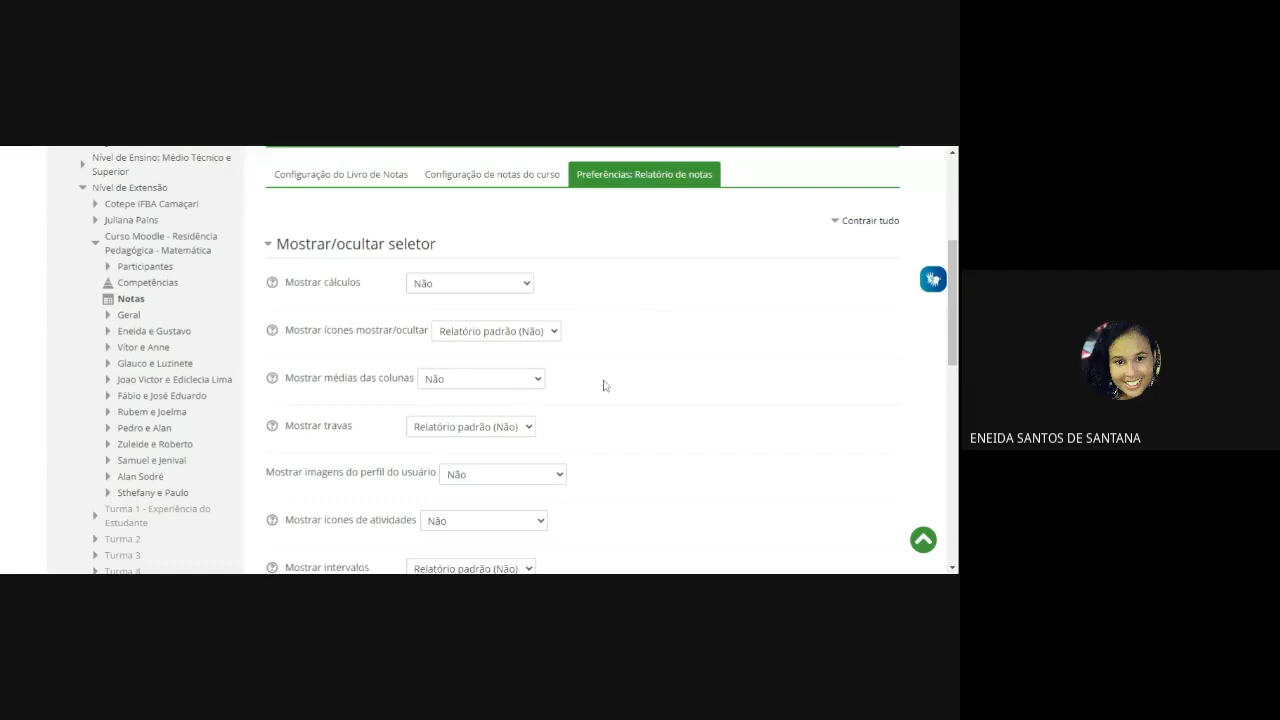 Nível de Ensino: Médio Técnico e
Superior
Nível de Extensão
Cotepe IFBA Camaçari
Juliana Pains
Curso Moodle - Residência
Pedagógica - Matemática
Participantes
Competências
Notas
Geral
Eneida e Gustavo
Vitor e Anne
Glauco e Luzinete
Joao Victor e Ediclecia Lima
Fábio e José Eduardo
Rubem e Joelma
Pedro e Alan
Zuleide e Roberto
Samuel e Jenival
Alan Sodré
Sthefany e Paulo
Turma 1 - Experiência do
Estudante
Turma 2
Turma 3
Turma 4
Configuração do Livro de Notas
Configuração de notas do curso
Preferências: Relatório de notas
Contrair tudo
Mostrar/ocultar seletor
Mostrar cálculos Não
Mostrar ícones mostrar/ocultar Relatório padrão (Não)
Mostrar médias das colunas Não
Mostrar travas Relatório padrão (Não)
Mostrar imagens do perfil do usuário Não
Mostrar ícones de atividades Não
Mostrar intervalos Relatório padrão (Não)
ENEIDA SANTOS DE SANTANA